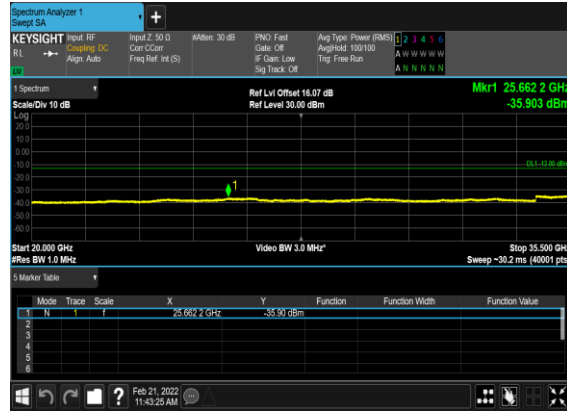 Spectrum Analyzer 1
Swept SA
+
KEYSIGHT Input: RF Input Z: 50 Ω #Atten: 30 dB PNO: Fast Avg Type: Power (RMS) 1 2 3 4 5 6
RL Coupling: DC Corr CCorr Gate: Off Avg|Hold: 100/100 A W W W W W
Align: Auto Freq Ref: Int (S) IF Gain: Low Trig: Free Run
Sig Track: Off A N N N N N
1 Spectrum Ref Lvl Offset 16.07 dB Mkr1 25.662 2 GHz
Scale/Div 10 dB Ref Level 30.00 dBm -35.903 dBm
Log
20.0
10.0
0.00
-10.0 DL1 -13.00 dBm
-20.0
-30.0 1
-40.0
-50.0
-60.0
Start 20.000 GHz Video BW 3.0 MHz* Stop 35.500 GHz
#Res BW 1.0 MHz Sweep ~30.2 ms (40001 pts)
5 Marker Table
Mode Trace Scale X Y Function Function Width Function Value
1 N 1 f 25.662 2 GHz -35.90 dBm
2
3
4
5
6
? Feb 21, 2022
11:43:25 AM